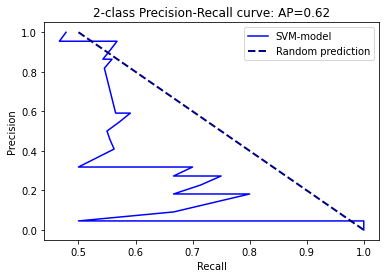 2-class Precision-Recall curve: AP=0.62
SVM-model
Random prediction
Precision
1.0
0.8
0.6
0.4
0.2
0.0
0.5
0.6
0.7
0.8
0.9
1.0
Recall